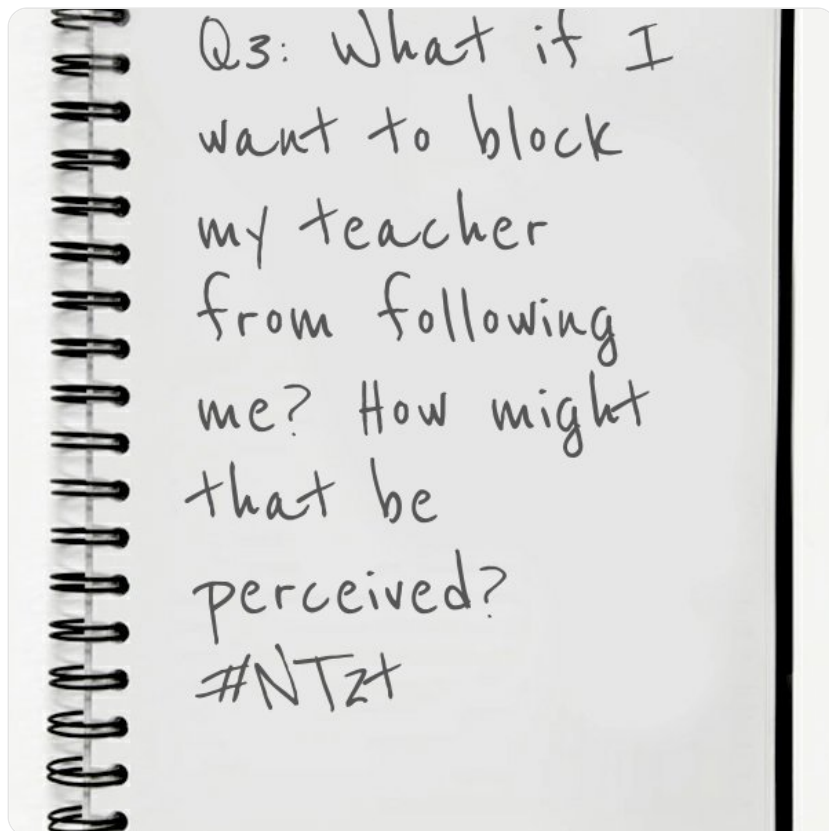 Q3: What if I
want to block
my teacher
from following
me? How might
that be
perceived?
#NTzt